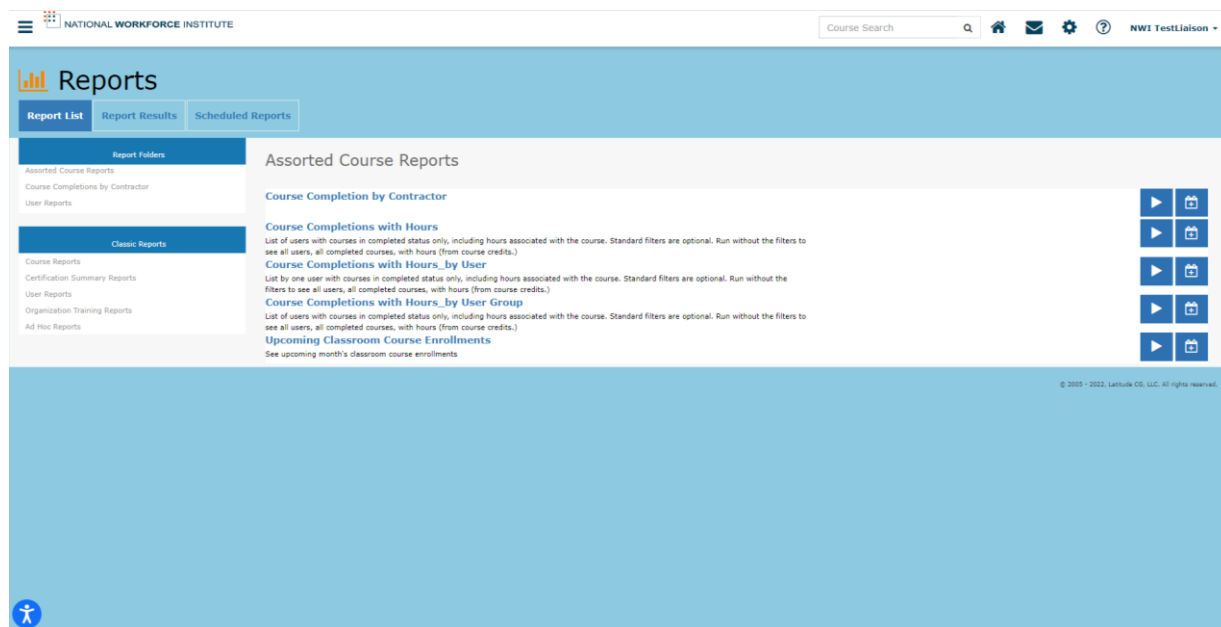 NATIONAL WORKFORCE INSTITUTE
Course Search
NWI TestLiaison
Reports
Report List
Report Results
Scheduled Reports
Report Folders
Assorted Course Reports
Course Completions by Contractor
User Reports
Classic Reports
Course Reports
Certification Summary Reports
User Reports
Organization Training Reports
Ad Hoc Reports
Assorted Course Reports
Course Completion by Contractor
Course Completions with Hours
List of users with courses in completed status only, including hours associated with the course. Standard filters are optional. Run without the filters to
see all users, all completed courses, with hours (from course credits.)
Course Completions with Hours_by User
List by one user with courses in completed status only, including hours associated with the course. Standard filters are optional. Run without the
filters to see all users, all completed courses, with hours (from course credits.)
Course Completions with Hours_by User Group
List of users with courses in completed status only, including hours associated with the course. Standard filters are optional. Run without the filters to
see all users, all completed courses, with hours (from course credits.)
Upcoming Classroom Course Enrollments
See upcoming month's classroom course enrollments
© 2005 - 2022, Latitude CG, LLC. All rights reserved.